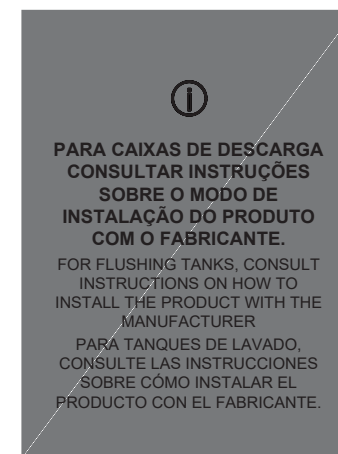 PARA CAIXAS DE DESCARGA
CONSULTAR INSTRUÇÕES
SOBRE O MODO DE
INSTALAÇÃO DO PRODUTO
COM O FABRICANTE.
FOR FLUSHING TANKS, CONSULT
INSTRUCTIONS ON HOW TO
INSTALL THE PRODUCT WITH THE
MANUFACTURER
PARA TANQUES DE LAVADO,
CONSULTE LAS INSTRUCCIONES
SOBRE CÓMO INSTALAR EL
PRODUCTO CON EL FABRICANTE.